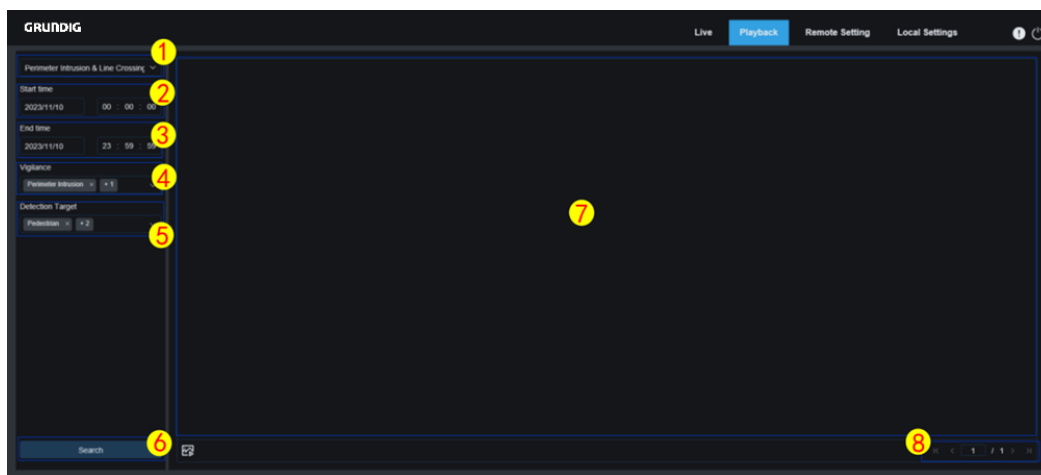 GRUNDIG
Live Playback Remote Setting Local Settings
1
Perimeter Intrusion & Line Crossing
Start time
2
2023/11/10 00 : 00 : 00
End time
3
2023/11/10 23 : 59 : 59
Vigilance
4
Perimeter Intrusion × + 1
Detection Target
Pedestrian × + 2
5
7
Search
6
8
1 / 1